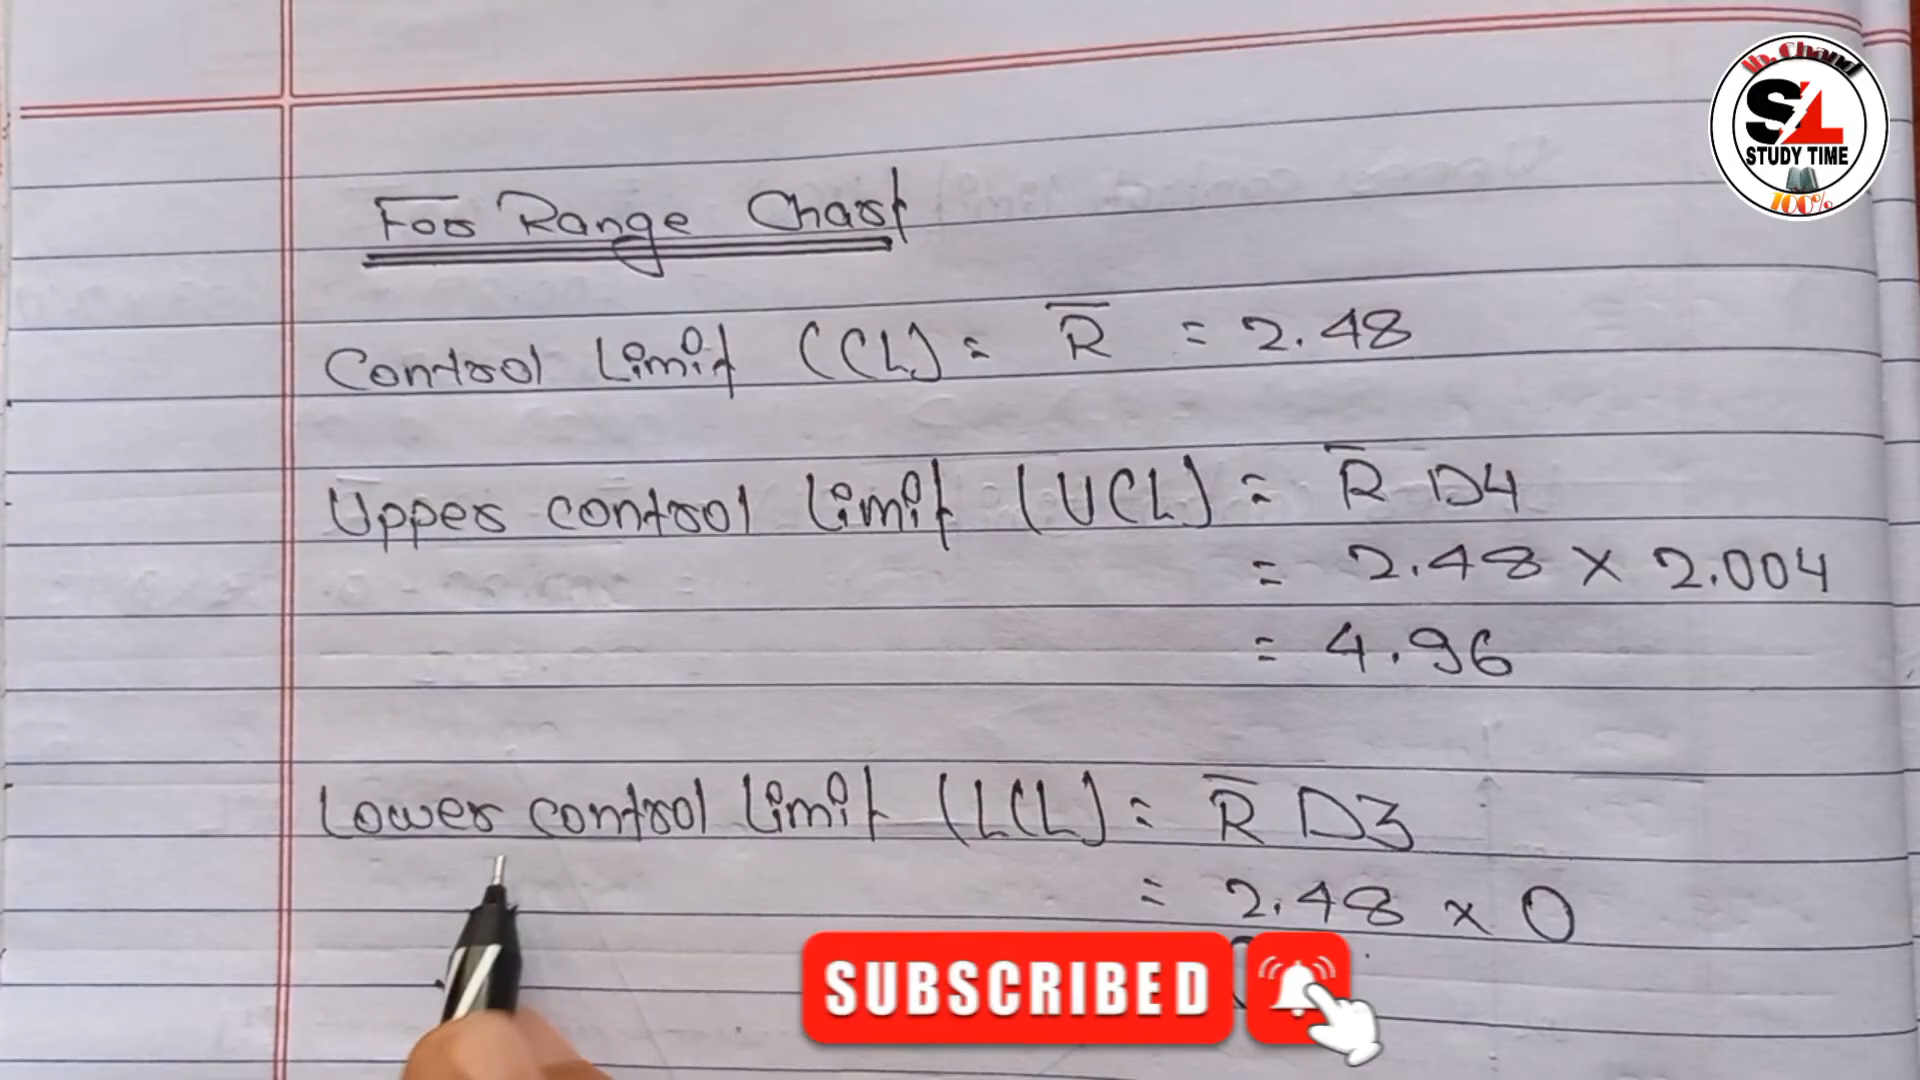 For Range Chart
Control Limit (CL) = R̅ = 2.48
Upper control limit (UCL) = R̅ D4
= 2.48 × 2.004
= 4.96
Lower control limit (LCL) = R̅ D3
= 2.48 × 0
SUBSCRIBED
SL
STUDY TIME
100%